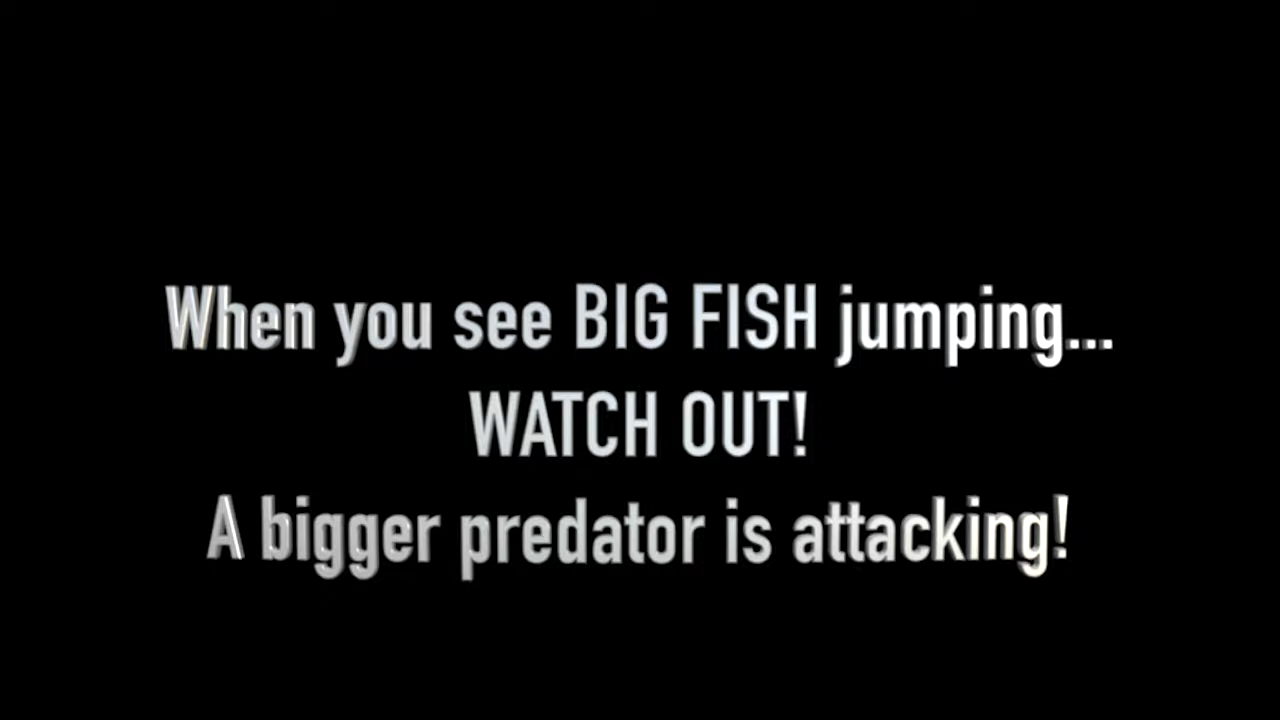 When you see BIG FISH jumping...
WATCH OUT!
A bigger predator is attacking!